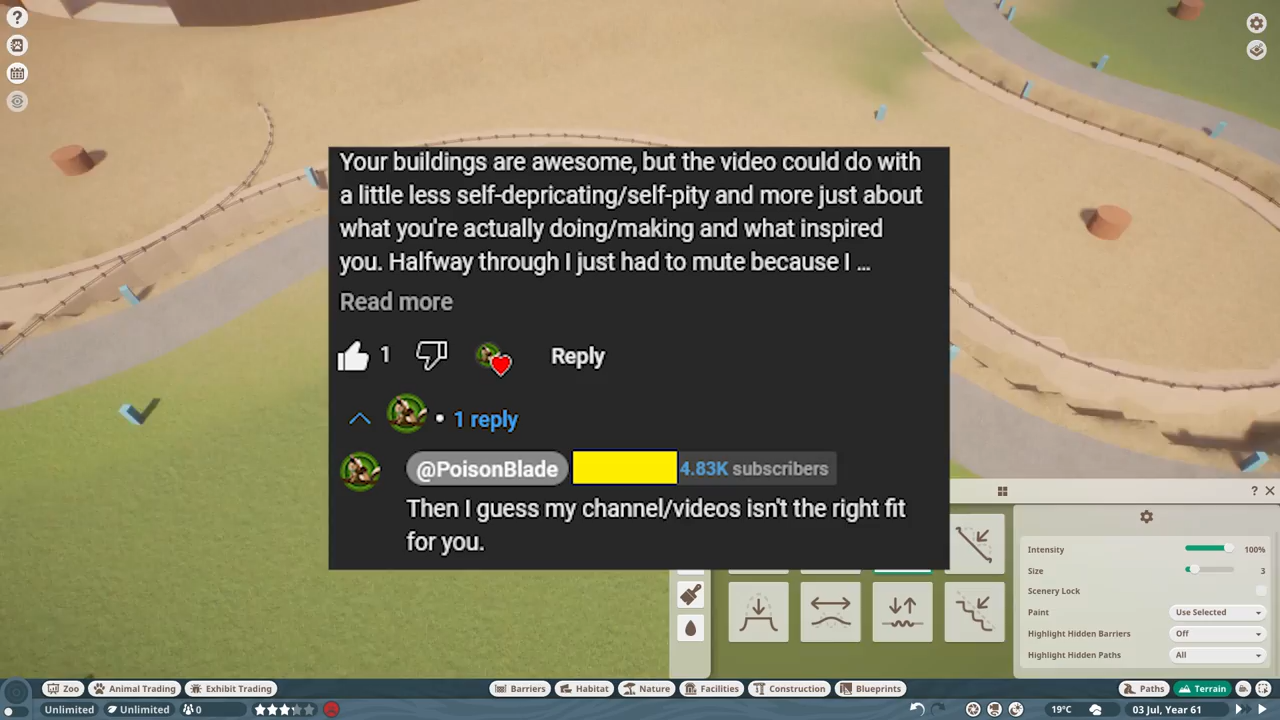 ?
Your buildings are awesome, but the video could do with
a little less self-depricating/self-pity and more just about
what you're actually doing/making and what inspired
you. Halfway through I just had to mute because I ...
Read more
1
Reply
• 1 reply
@PoisonBlade 4.83K subscribers
Then I guess my channel/videos isn't the right fit
for you.
?
Intensity 100%
Size 3
Scenery Lock
Paint Use Selected
Highlight Hidden Barriers Off
Highlight Hidden Paths All
Zoo Animal Trading Exhibit Trading Barriers Habitat Nature Facilities Construction Blueprints Paths Terrain
Unlimited Unlimited 0 19°C 03 Jul, Year 61